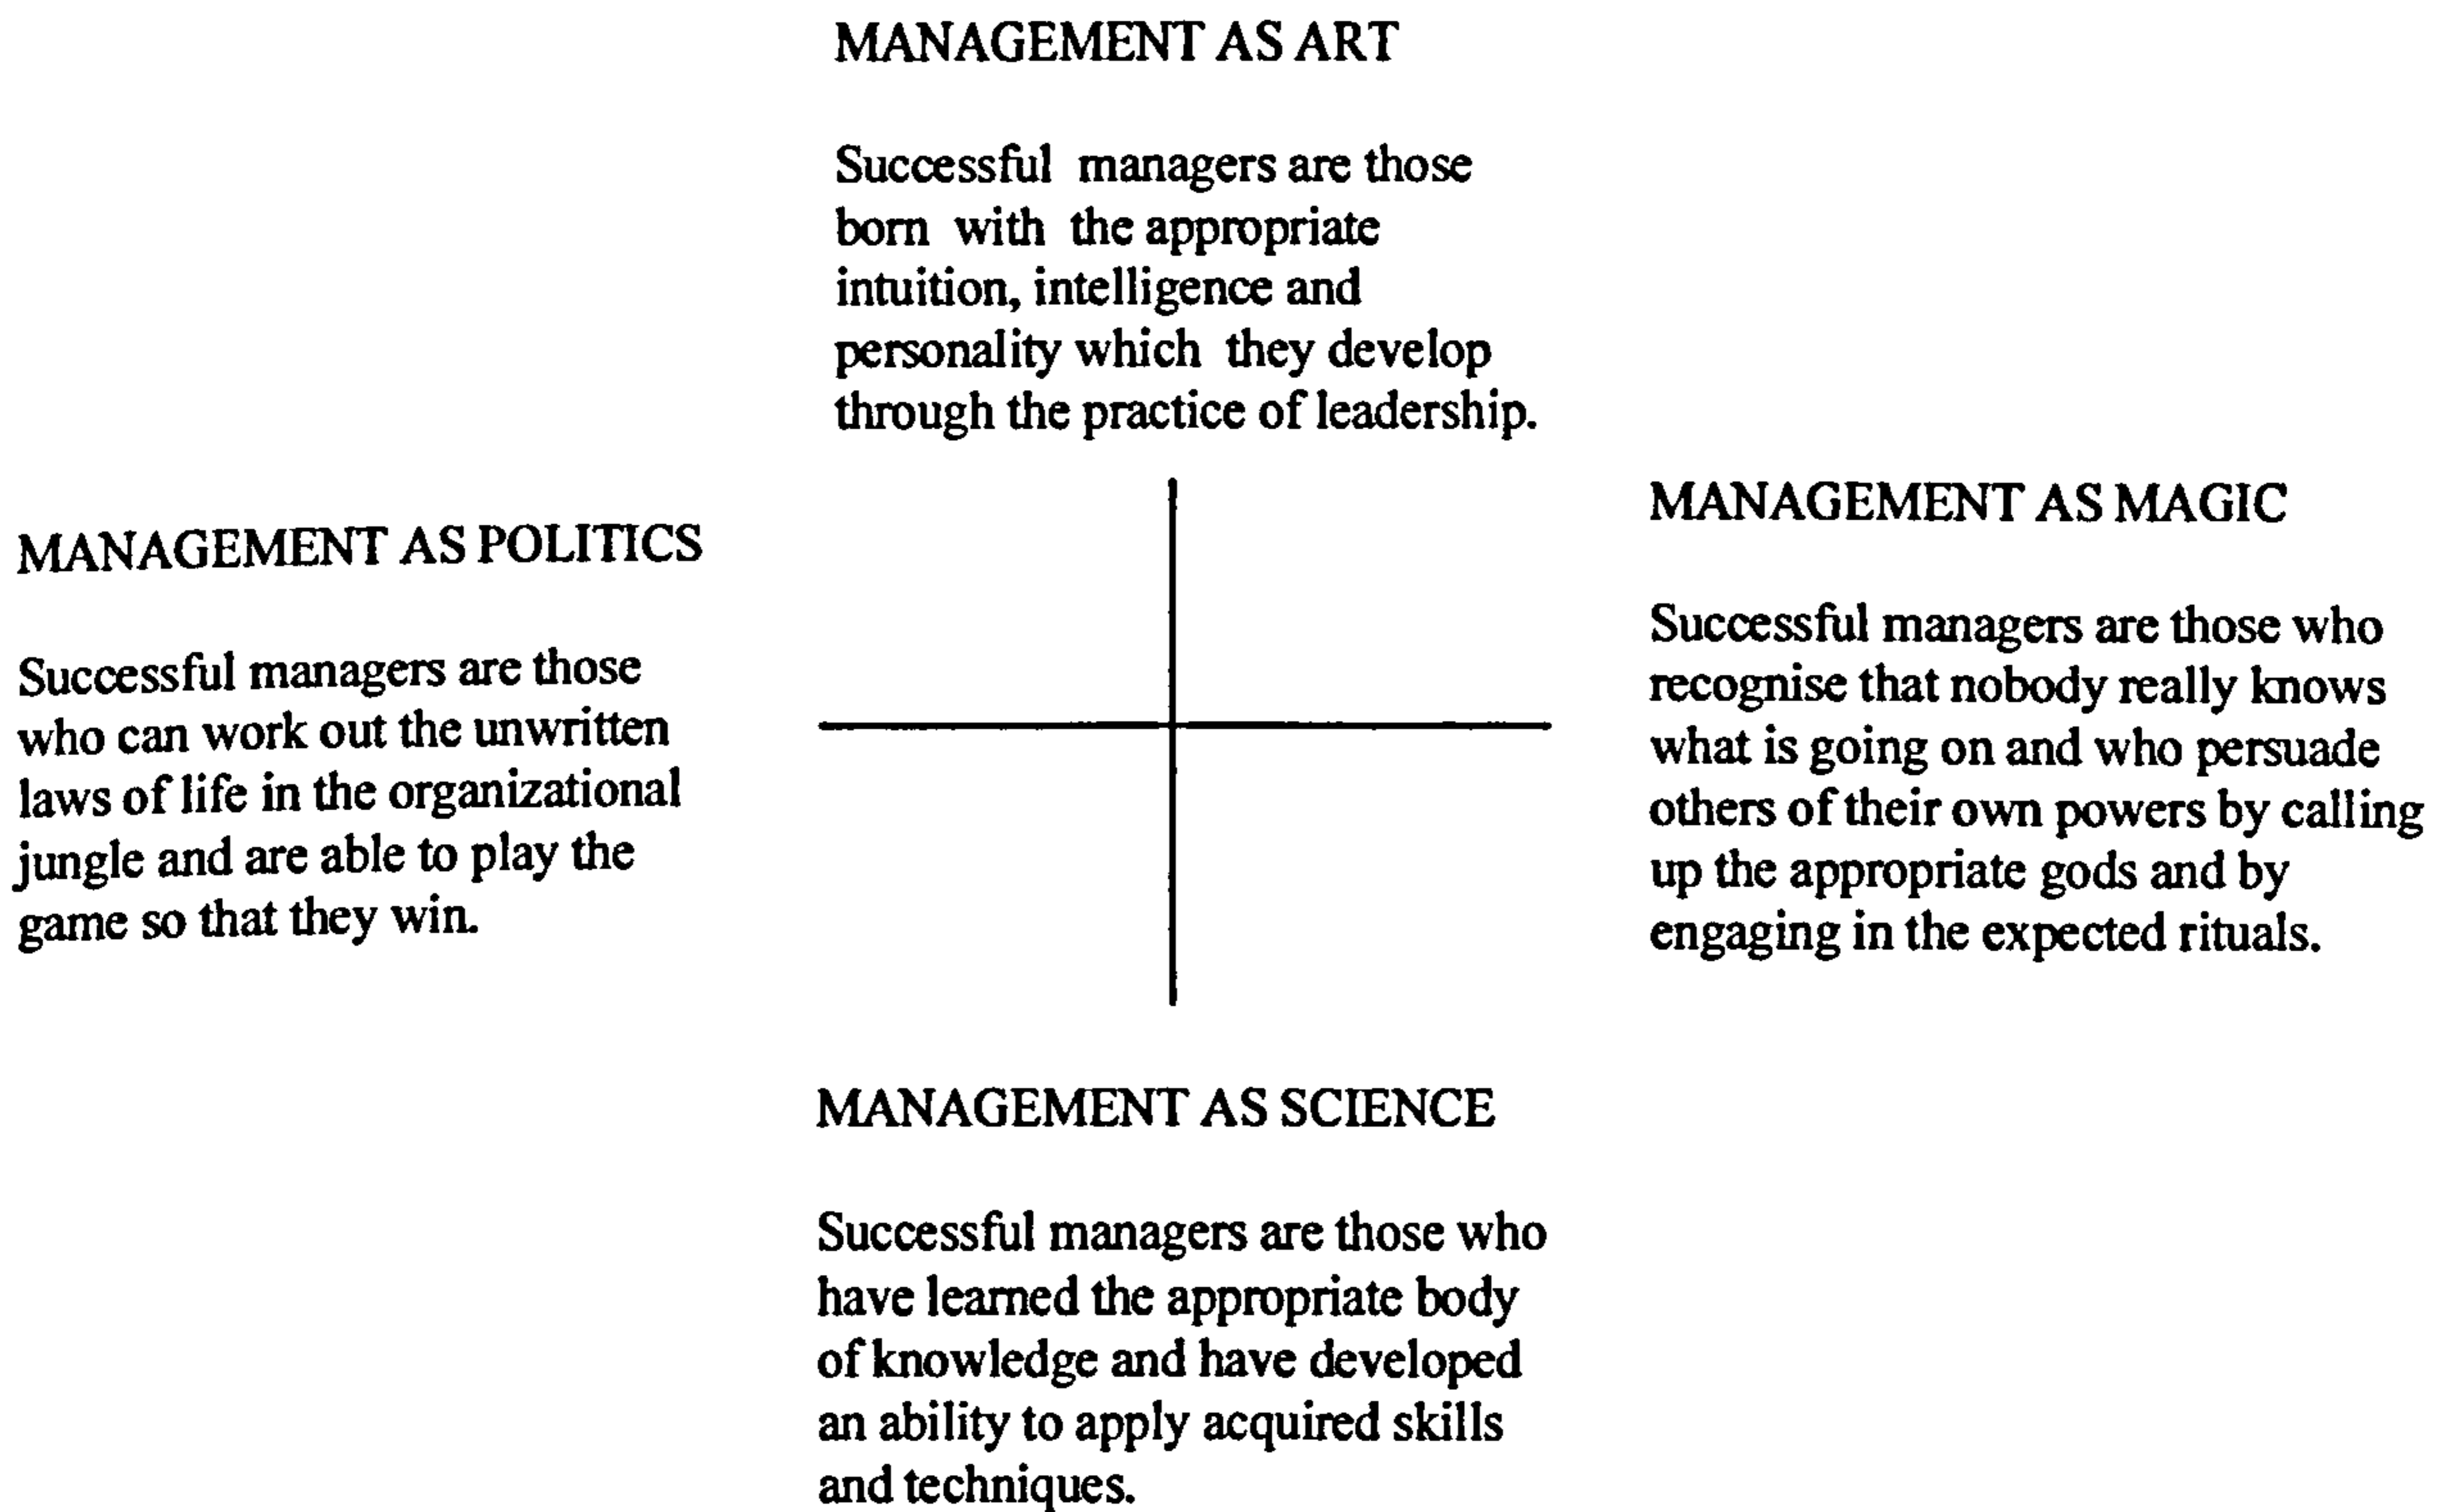 MANAGEMENT AS ART
Successful managers are those
born with the appropriate
intuition, intelligence and
personality which they develop
through the practice of leadership.
MANAGEMENT AS POLITICS
Successful managers are those
who can work out the unwritten
laws of life in the organizational
jungle and are able to play the
game so that they win.
MANAGEMENT AS MAGIC
Successful managers are those who
recognise that nobody really knows
what is going on and who persuade
others of their own powers by calling
up the appropriate gods and by
engaging in the expected rituals.
MANAGEMENT AS SCIENCE
Successful managers are those who
have learned the appropriate body
of knowledge and have developed
an ability to apply acquired skills
and techniques.